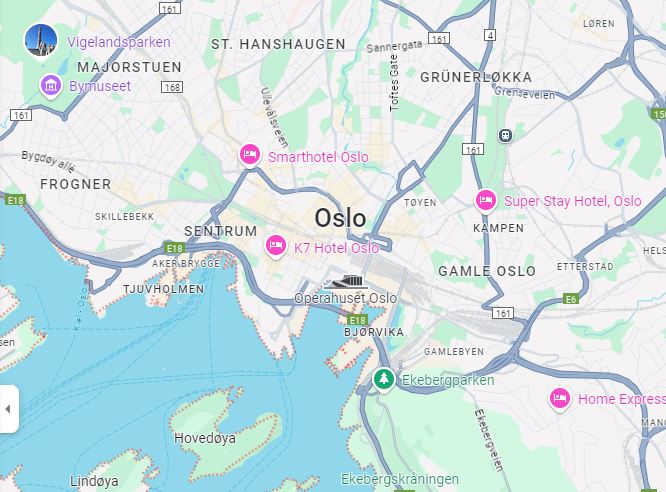 161
4
LØREN
Vigelandsparken
ST. HANSHAUGEN
Sannergata
MAJORSTUEN
GRÜNERLØKKA
Bymuseet
168
Toftes Gate
Grenseveien
161
161
Ullevålsveien
161
Bygdøy allé
Smarthotel Oslo
FROGNER
E18
TØYEN
Super Stay Hotel, Oslo
SKILLEBEKK
Oslo
SENTRUM
KAMPEN
E18
K7 Hotel Oslo
AKER BRYGGE
GAMLE OSLO
ETTERSTAD
TJUVHOLMEN
Operahuset Oslo
E6
E18
161
BJØRVIKA
GAMLEBYEN
Ekebergparken
Home Express
Hovedøya
Ekebergveien
Lindøya
Ekebergskråningen